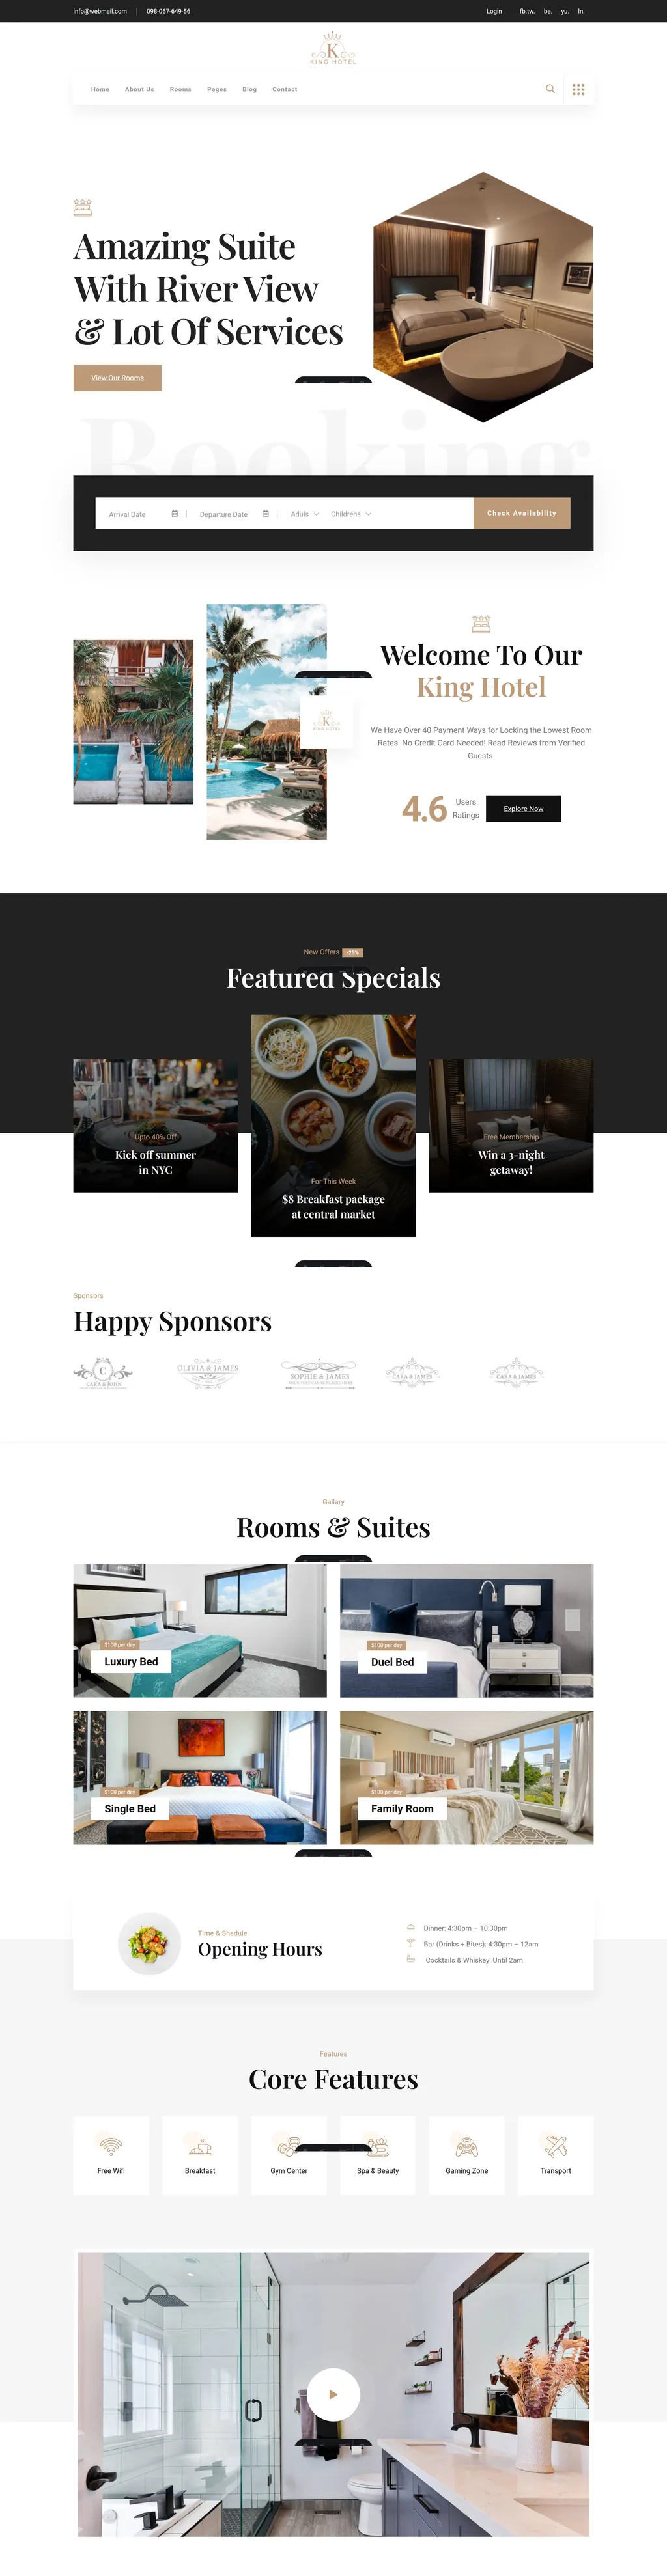 info@webmail.com | 098-067-649-56
Login fb.tw. be. yu. In.
K
KING HOTEL
Home About Us Rooms Pages Blog Contact
Amazing Suite
With River View
& Lot Of Services
View Our Rooms
Booking
Arrival Date | Departure Date | Aduls Childrens Check Availability
Welcome To Our
King Hotel
K
KING HOTEL
We Have Over 40 Payment Ways for Locking the Lowest Room
Rates. No Credit Card Needed! Read Reviews from Verified
Guests.
4.6 Users
Ratings
Explore Now
New Offers -25%
Featured Specials
Upto 40% Off
Kick off summer
in NYC
For This Week
$8 Breakfast package
at central market
Free Membership
Win a 3-night
getaway!
Sponsors
Happy Sponsors
C
CARA & JOHN
OLIVIA & JAMES
SOPHIE & JAMES
CARA & JAMES
CARA & JAMES
Gallary
Rooms & Suites
$100 per day
Luxury Bed
$100 per day
Duel Bed
$100 per day
Single Bed
$100 per day
Family Room
Time & Shedule
Opening Hours
Dinner: 4:30pm – 10:30pm
Bar (Drinks + Bites): 4:30pm – 12am
Cocktails & Whiskey: Until 2am
Features
Core Features
Free Wifi
Breakfast
Gym Center
Spa & Beauty
Gaming Zone
Transport